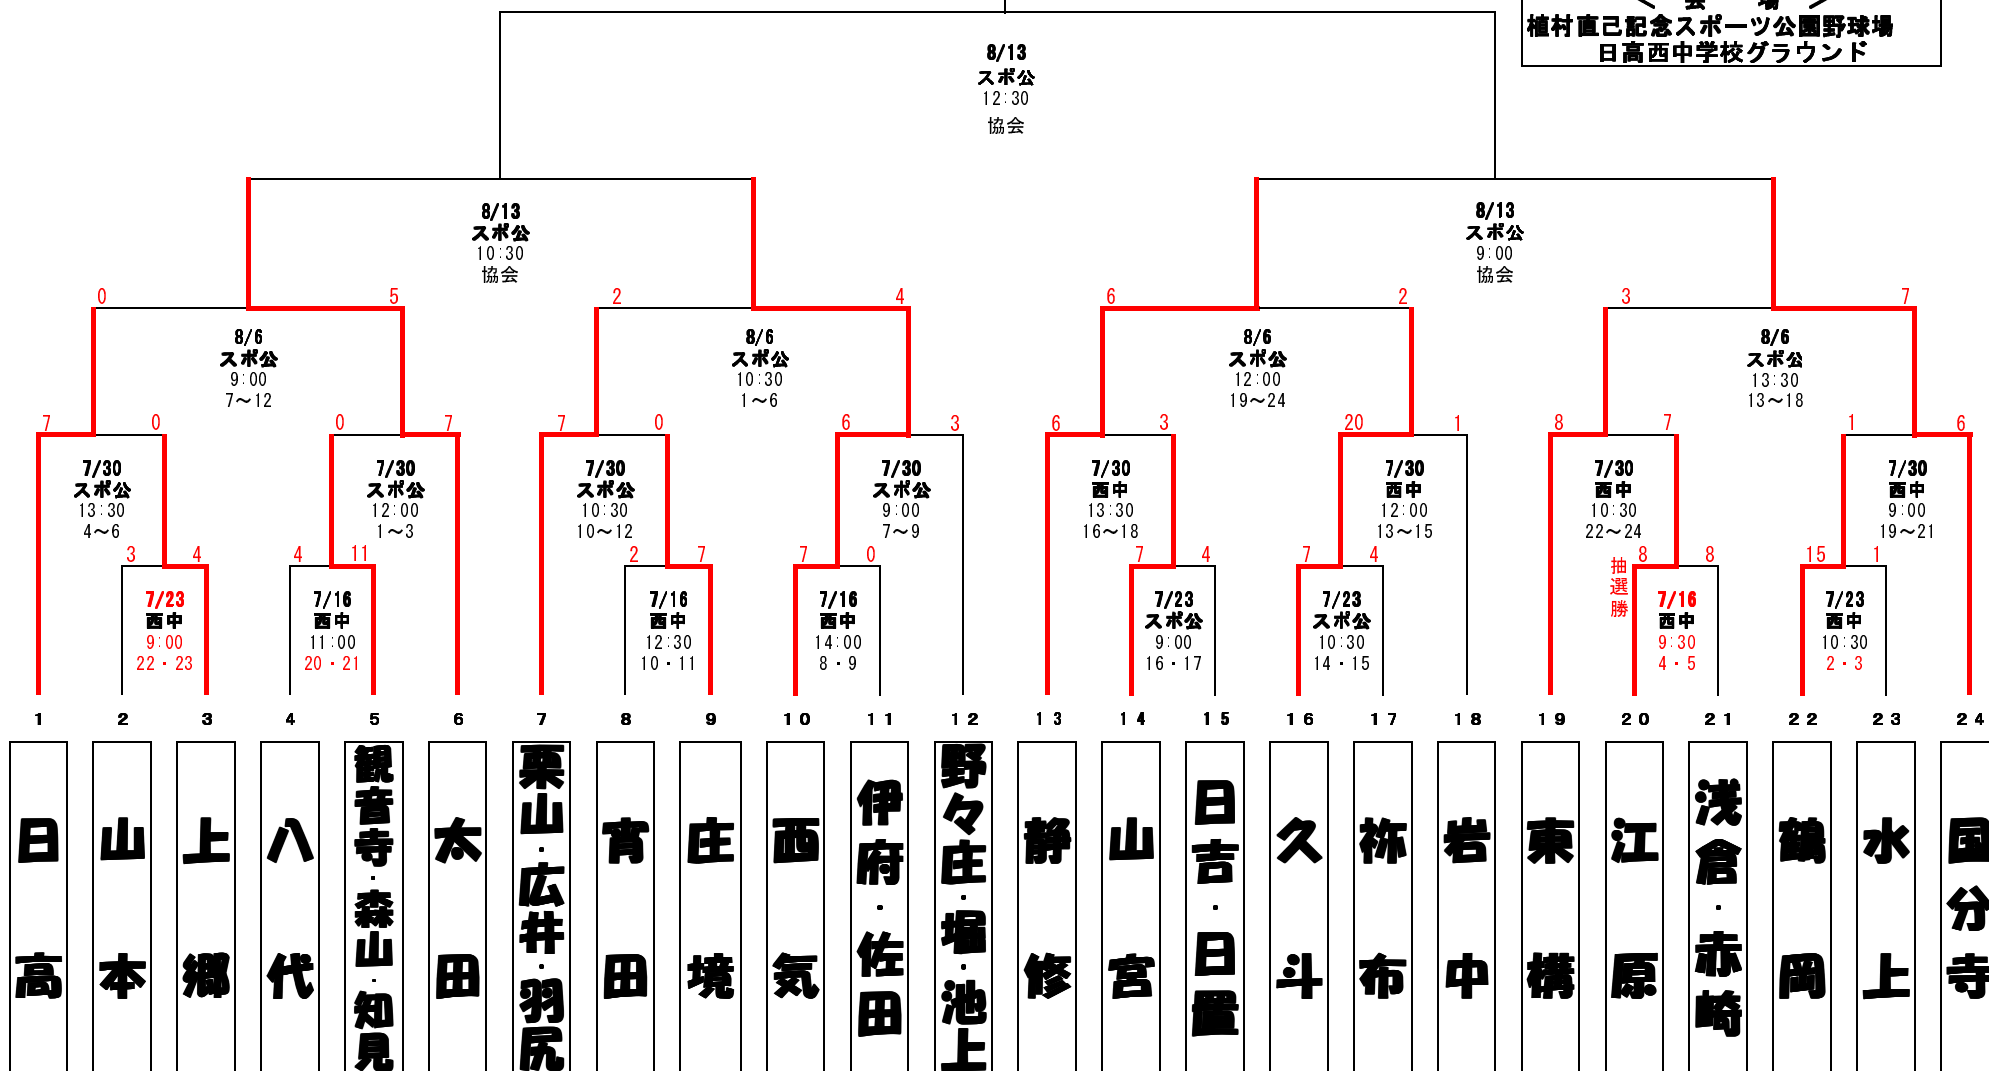 ＜　会　　場　＞
植村直己記念スポーツ公園野球場
日高西中学校グラウンド
8/13
スポ公
12:30
協会
8/13
スポ公
10:30
協会
8/13
スポ公
9:00
協会
0
5
2
4
6
2
3
7
8/6
スポ公
9:00
7～12
8/6
スポ公
10:30
1～6
8/6
スポ公
12:00
19～24
8/6
スポ公
13:30
13～18
7
0
0
7
7
0
6
3
6
3
20
1
8
7
1
6
7/30
スポ公
13:30
4～6
7/30
スポ公
12:00
1～3
7/30
スポ公
10:30
10～12
7/30
スポ公
9:00
7～9
7/30
西中
13:30
16～18
7/30
西中
12:00
13～15
7/30
西中
10:30
22～24
7/30
西中
9:00
19～21
3
4
4
11
2
7
7
0
7
4
7
4
抽選勝
8
8
15
1
7/23
西中
9:00
22・23
7/16
西中
11:00
20・21
7/16
西中
12:30
10・11
7/16
西中
14:00
8・9
7/23
スポ公
9:00
16・17
7/23
スポ公
10:30
14・15
7/16
西中
9:30
4・5
7/23
西中
10:30
2・3
1
2
3
4
5
6
7
8
9
10
11
12
13
14
15
16
17
18
19
20
21
22
23
24
日高
山本
上郷
八代
観音寺・森山・知見
太田
栗山・広井・羽尻
宵田
庄境
西気
伊府・佐田
野々庄・堀・池上
静修
山宮
日吉・日置
久斗
祢布
岩中
東構
江原
浅倉・赤崎
鶴岡
水上
国分寺